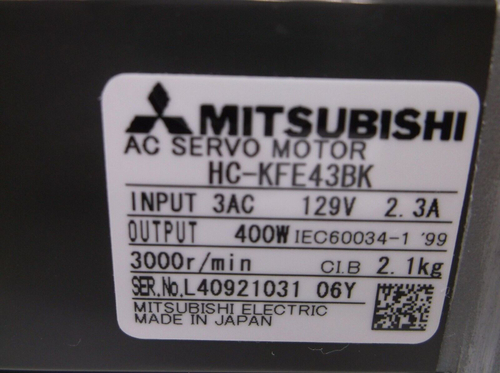 MITSUBISHI
AC SERVO MOTOR
HC-KFE43BK
INPUT 3AC 129V 2.3A
OUTPUT 400W IEC60034-1 '99
3000r/min CI.B 2.1kg
SER.No.L40921031 06Y
MITSUBISHI ELECTRIC
MADE IN JAPAN